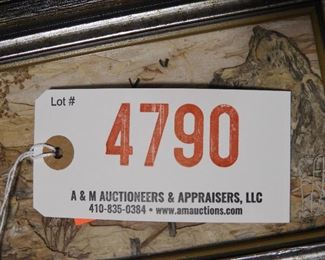 Lot #
4790
A & M AUCTIONEERS & APPRAISERS, LLC
410-835-0384 • www.amauctions.com